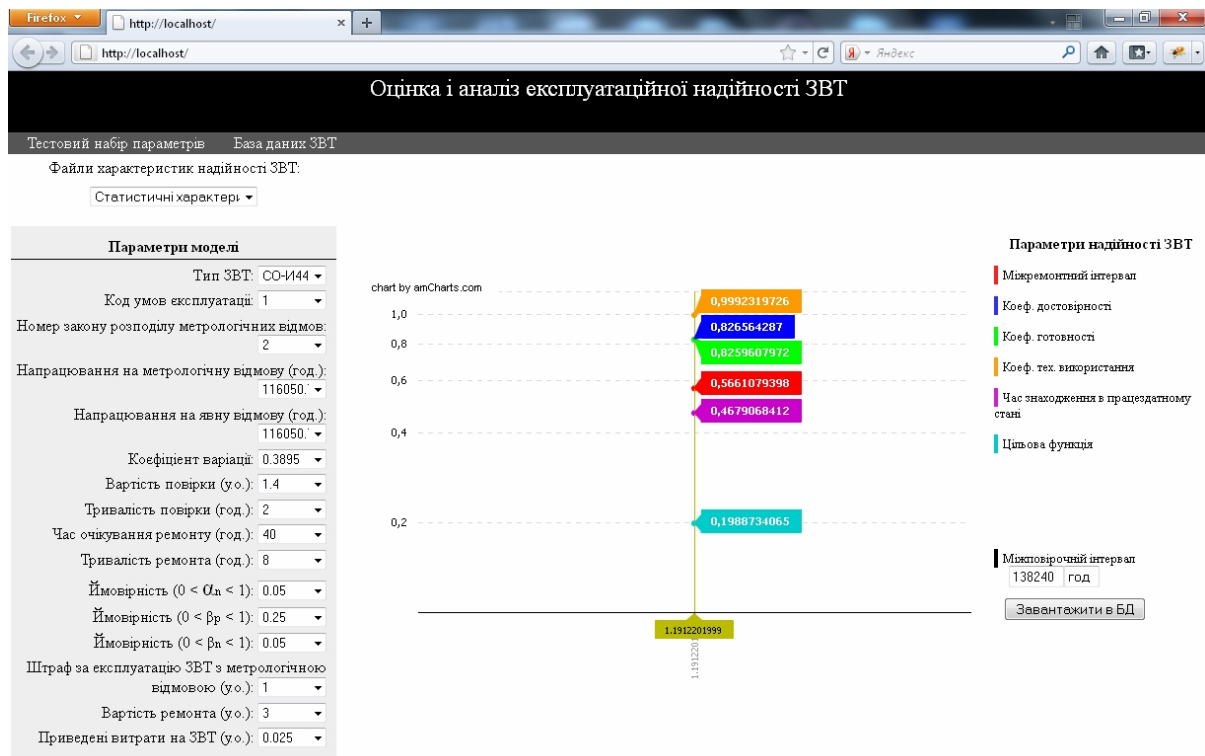 Firefox
http://localhost/
http://localhost/
Яндекс
Оцінка і аналіз експлуатаційної надійності ЗВТ
Тестовий набір параметрів База даних ЗВТ
Файли характеристик надійності ЗВТ:
Статистичні характери
Параметри моделі
Тип ЗВТ: СО-И44
Код умов експлуатації: 1
Номер закону розподілу метрологічних відмов:
2
Напрацювання на метрологічну відмову (год.):
116050.
Напрацювання на явну відмову (год.):
116050.
Коєфіцієнт варіації: 0.3895
Вартість повірки (у.о.): 1.4
Тривалість повірки (год.): 2
Час очікування ремонту (год.): 40
Тривалість ремонта (год.): 8
Ймовірність (0 < αn < 1): 0.05
Ймовірність (0 < βp < 1): 0.25
Ймовірність (0 < βn < 1): 0.05
Штраф за експлуатацію ЗВТ з метрологічною
відмовою (у.о.): 1
Вартість ремонта (у.о.): 3
Приведені витрати на ЗВТ (у.о.): 0.025
chart by amCharts.com
1,0
0,8
0,6
0,4
0,2
0,9992319726
0,826564287
0,8259607972
0,5661079398
0,4679068412
0,1988734065
1.1912201999
Параметри надійності ЗВТ
Міжремонтний інтервал
Коеф. достовірності
Коеф. готовності
Коеф. тех. використання
Час знаходження в працездатному
стані
Цільова функція
Міжповірочній інтервал
138240 год
Завантажити в БД